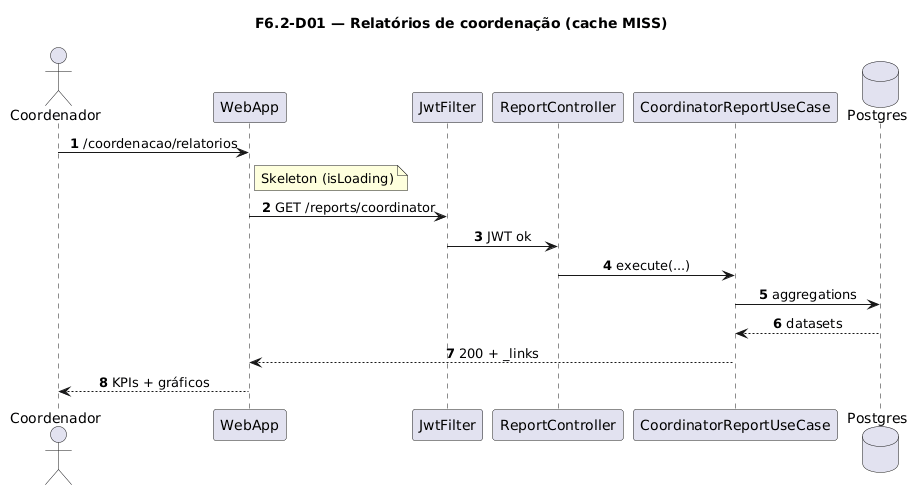 F6.2-D01 — Relatórios de coordenação (cache MISS)
Coordenador
WebApp
JwtFilter
ReportController
CoordinatorReportUseCase
Postgres
1 /coordenacao/relatorios
Skeleton (isLoading)
2 GET /reports/coordinator
3 JWT ok
4 execute(...)
5 aggregations
6 datasets
7 200 + _links
8 KPIs + gráficos
Coordenador
WebApp
JwtFilter
ReportController
CoordinatorReportUseCase
Postgres